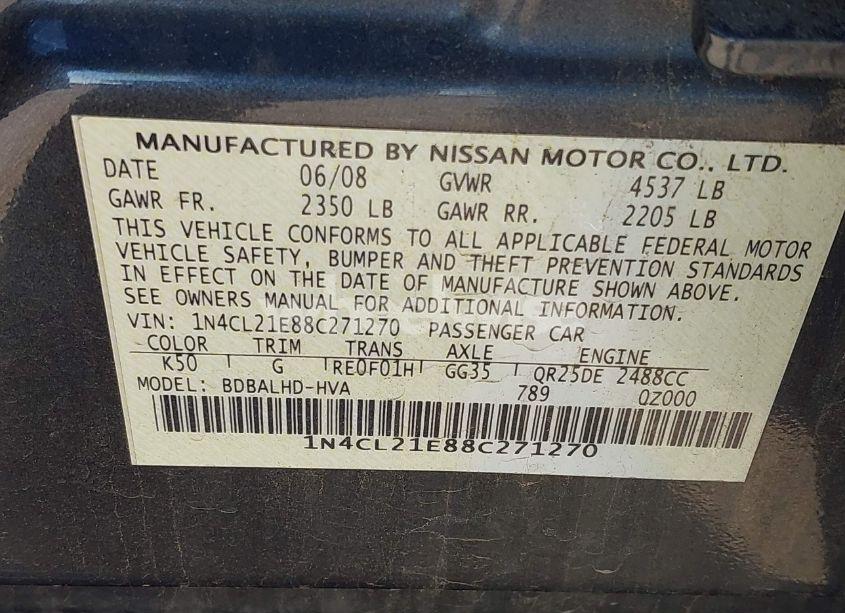 MANUFACTURED BY NISSAN MOTOR CO., LTD.
DATE 06/08 GVWR 4537 LB
GAWR FR. 2350 LB GAWR RR. 2205 LB
THIS VEHICLE CONFORMS TO ALL APPLICABLE FEDERAL MOTOR
VEHICLE SAFETY, BUMPER AND THEFT PREVENTION STANDARDS
IN EFFECT ON THE DATE OF MANUFACTURE SHOWN ABOVE.
SEE OWNERS MANUAL FOR ADDITIONAL INFORMATION.
VIN: 1N4CL21E88C271270 PASSENGER CAR
COLOR TRIM TRANS AXLE ENGINE
K50 G RE0F01H GG35 QR25DE 2488CC
MODEL: BDBALHD-HVA 789 QZ000
1N4CL21E88C271270